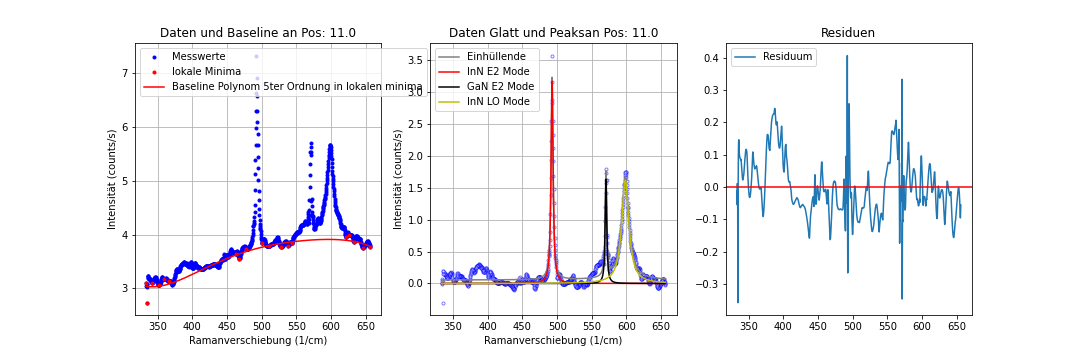 Daten und Baseline an Pos: 11.0
Messwerte
lokale Minima
Baseline Polynom 5ter Ordnung in lokalen minima
Intensität (counts/s)
7
6
5
4
3
350 400 450 500 550 600 650
Ramanverschiebung (1/cm)
Daten Glatt und Peaksan Pos: 11.0
Einhüllende
InN E2 Mode
GaN E2 Mode
InN LO Mode
Intensität (counts/s)
3.5
3.0
2.5
2.0
1.5
1.0
0.5
0.0
350 400 450 500 550 600 650
Ramanverschiebung (1/cm)
Residuen
Residuum
0.4
0.3
0.2
0.1
0.0
−0.1
−0.2
−0.3
350 400 450 500 550 600 650